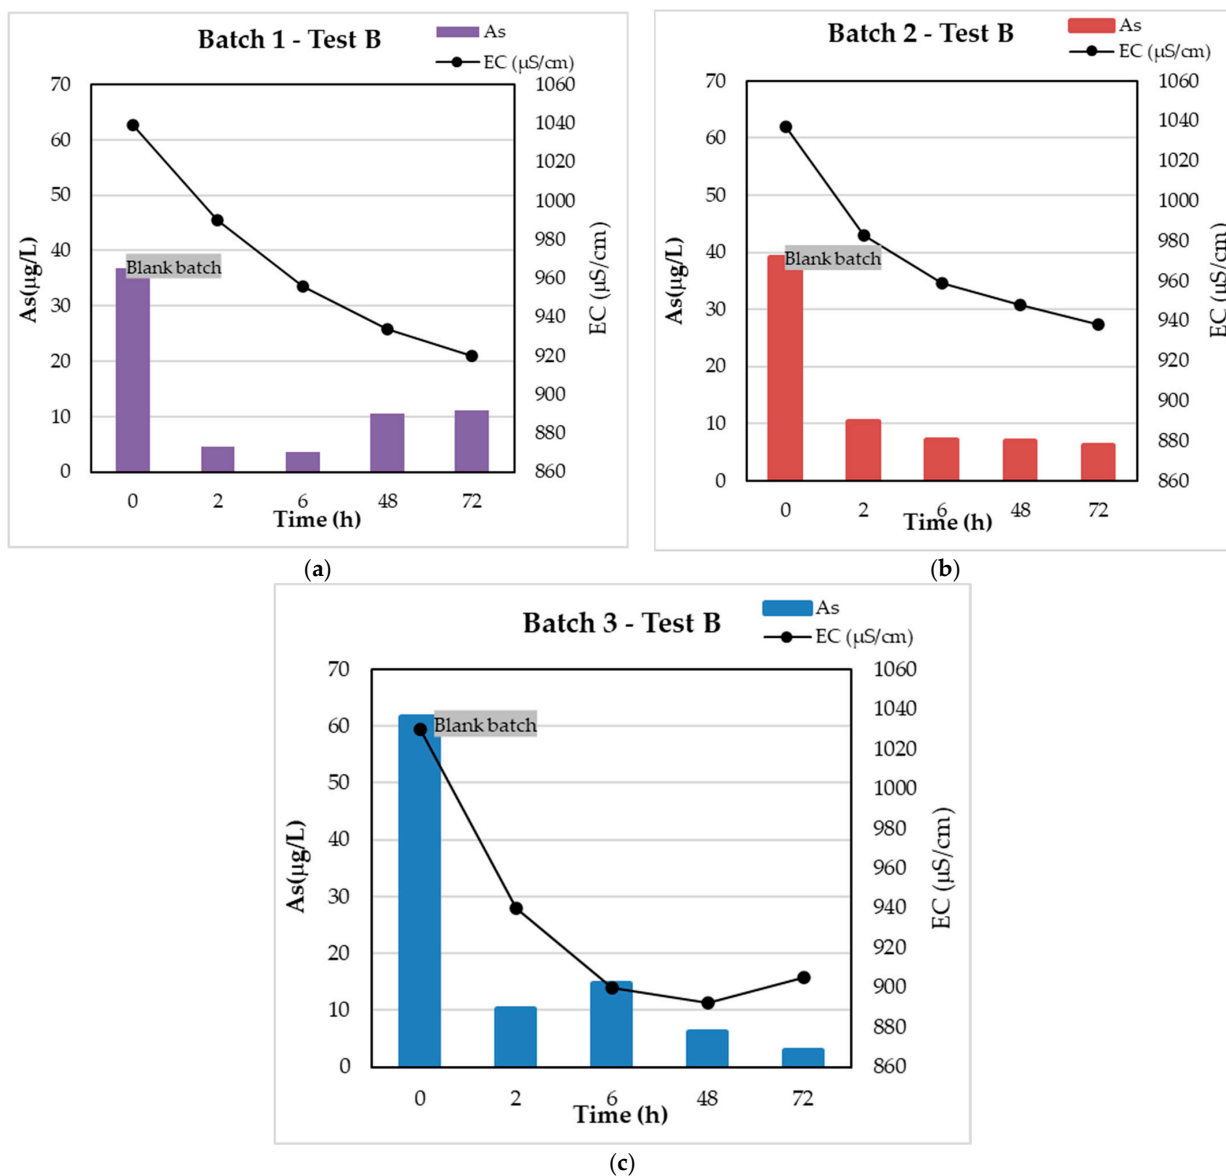 Batch 1 - Test B
As
EC (µS/cm)
70
60
50
40
30
20
10
0
As(µg/L)
Blank batch
1060
1040
1020
1000
980
960
940
920
900
880
860
EC (µS/cm)
0 2 6 48 72
Time (h)
(a)
Batch 2 - Test B
As
EC (µS/cm)
70
60
50
40
30
20
10
0
As(µg/L)
Blank batch
1060
1040
1020
1000
980
960
940
920
900
880
860
EC (µS/cm)
0 2 6 48 72
Time (h)
(b)
Batch 3 - Test B
As
EC (µS/cm)
70
60
50
40
30
20
10
0
As(µg/L)
Blank batch
1060
1040
1020
1000
980
960
940
920
900
880
860
EC (µS/cm)
0 2 6 48 72
Time (h)
(c)